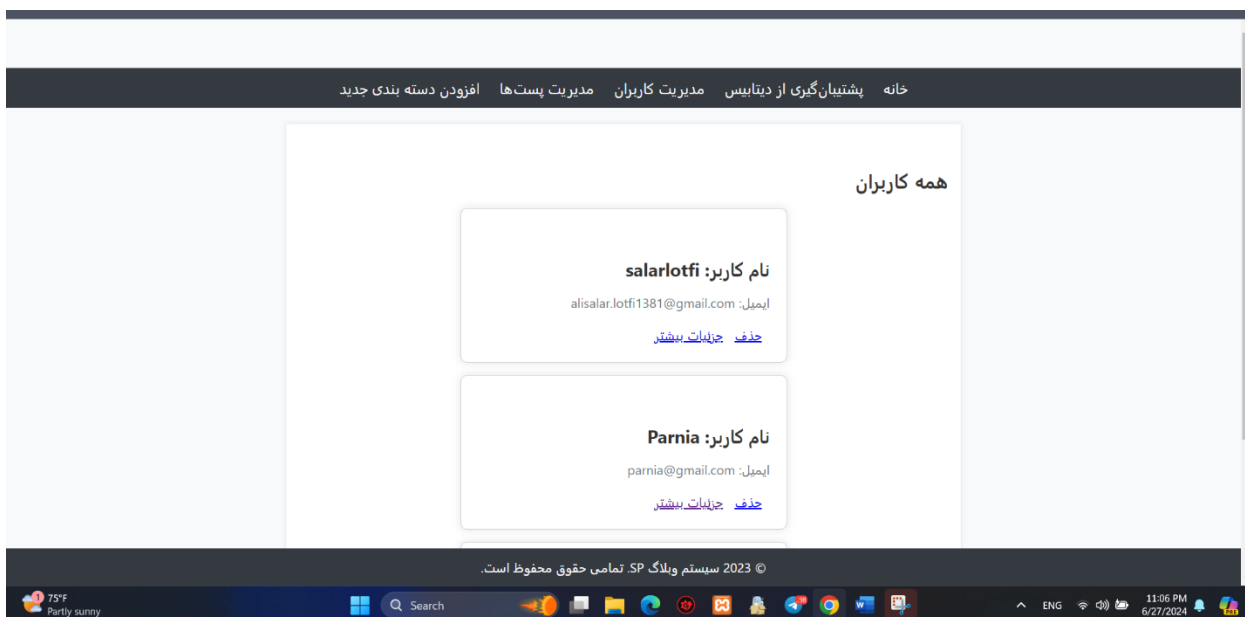 خانه پشتیبان‌گیری از دیتابیس مدیریت کاربران مدیریت پست‌ها افزودن دسته بندی جدید
همه کاربران
نام کاربر: salarlotfi
ایمیل: alisalar.lotfi1381@gmail.com
حذف جزئیات بیشتر
نام کاربر: Parnia
ایمیل: parnia@gmail.com
حذف جزئیات بیشتر
© 2023 سیستم وبلاگ SP. تمامی حقوق محفوظ است.
1 75°F Search ENG 11:06 PM
Partly sunny 6/27/2024 PRE